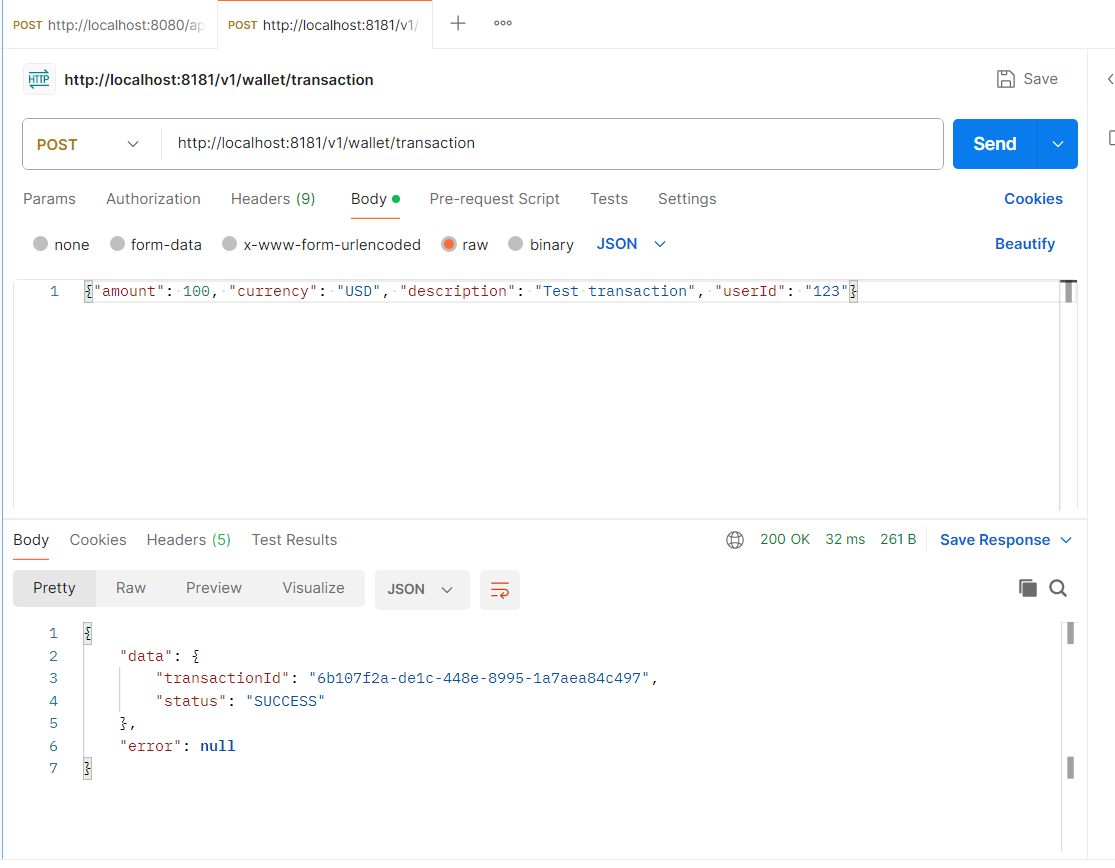 POST http://localhost:8080/ap POST http://localhost:8181/v1/
HTTP http://localhost:8181/v1/wallet/transaction Save
POST http://localhost:8181/v1/wallet/transaction Send
Params Authorization Headers (9) Body Pre-request Script Tests Settings Cookies
none form-data x-www-form-urlencoded raw binary JSON Beautify
1 {"amount": 100, "currency": "USD", "description": "Test transaction", "userId": "123"}
Body Cookies Headers (5) Test Results 200 OK 32 ms 261 B Save Response
Pretty Raw Preview Visualize JSON
1 {
2 "data": {
3 "transactionId": "6b107f2a-de1c-448e-8995-1a7aea84c497",
4 "status": "SUCCESS"
5 },
6 "error": null
7 }